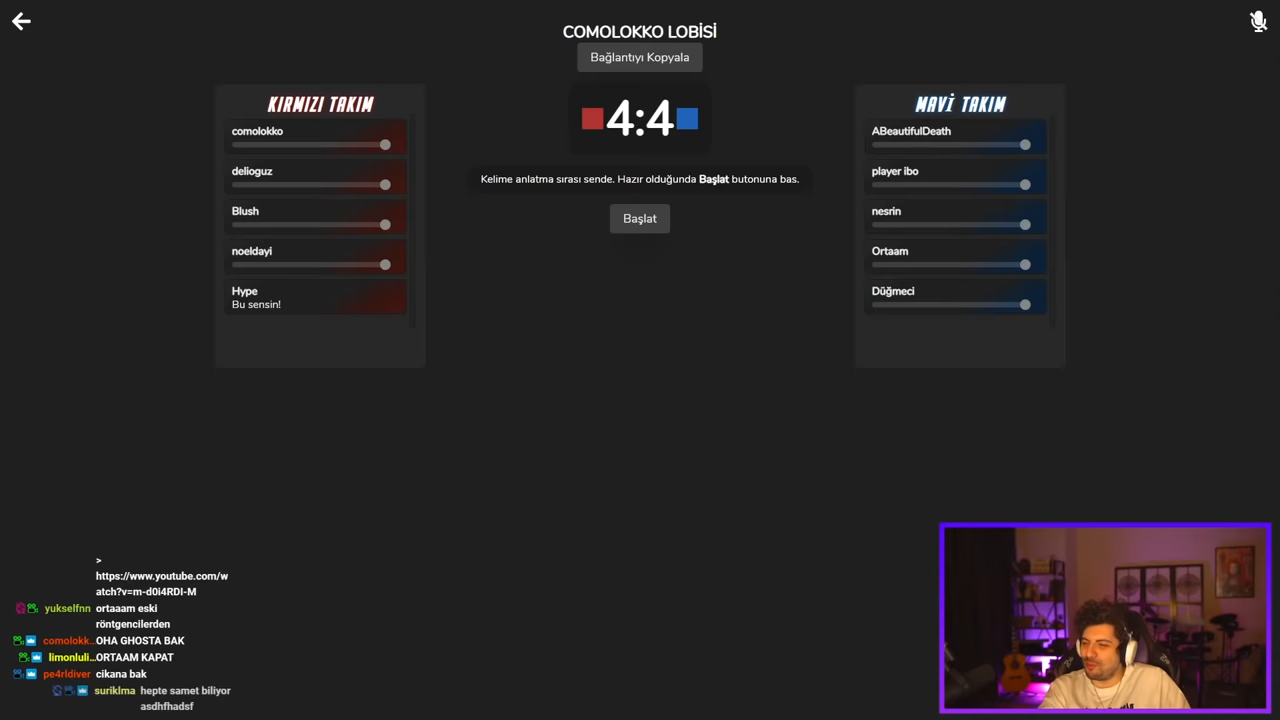 COMOLOKKO LOBİSİ
Bağlantıyı Kopyala
KIRMIZI TAKIM
comolokko
delioguz
Blush
noeldayi
Hype
Bu sensin!
4:4
Kelime anlatma sırası sende. Hazır olduğunda Başlat butonuna bas.
Başlat
MAVİ TAKIM
ABeautifulDeath
player ibo
nesrin
Ortaam
Düğmeci
>
https://www.youtube.com/w
atch?v=m-d0i4RDI-M
yukselfnn ortaaam eski
röntgencilerden
comolokk... OHA GHOSTA BAK
limonluli... ORTAAM KAPAT
pe4rldiver cikana bak
suriklma hepte samet biliyor
asdhfhadsf